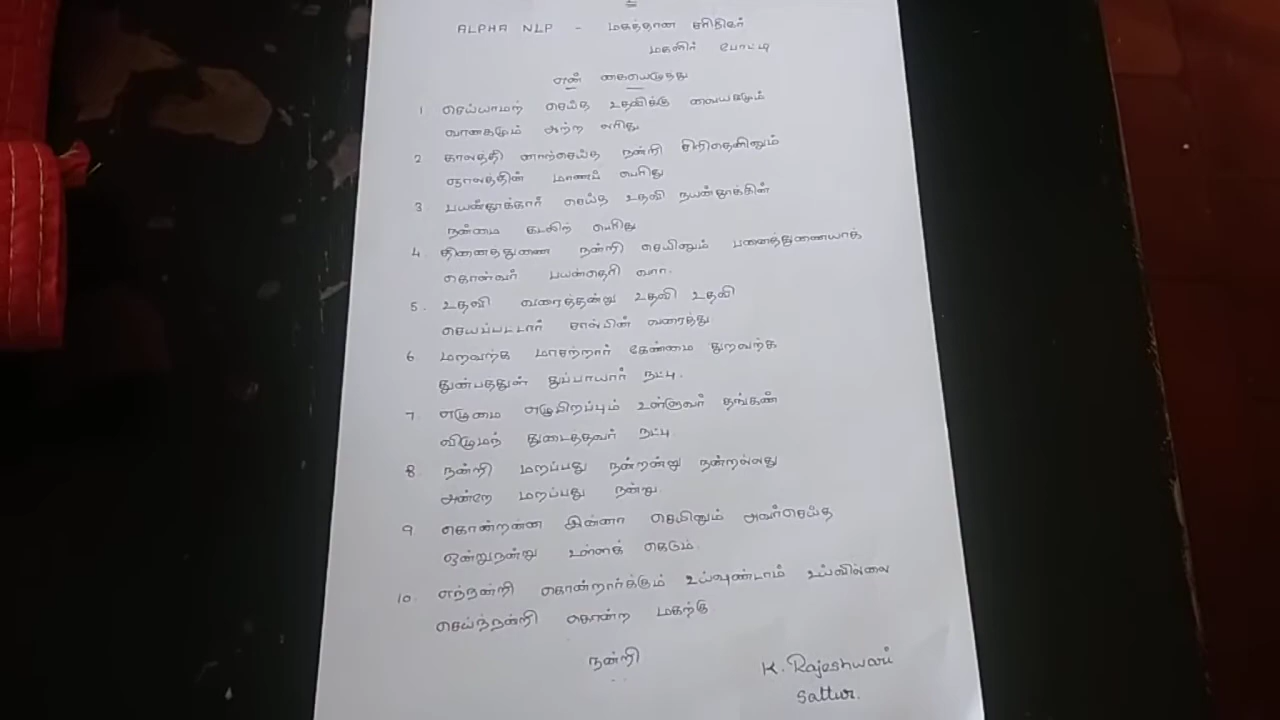 ALPHA NLP - மகத்தான
மகளிர் போட்டி
என் கையெழுத்து
1 செய்யாமற் செய்த உதவிக்கு வையகமும்
வானகமும் ஆற்ற லரிது
2 காலத்தி னாற்செய்த நன்றி சிறிதெனினும்
ஞாலத்தின் மாணப் பெரிது
3. பயன்தூக்கார் செய்த உதவி நயன்தூக்கின்
நன்மை கடலிற் பெரிது
4. தினைத்துணை நன்றி செயினும் பனைத்துணையாக்
கொள்வர் பயன்தெரி வார.
5. உதவி வரைத்தன்று உதவி உதவி
செயப்பட்டார் சால்பின் வரைத்து
6 மறவற்க மாசற்றார் கேண்மை துறவற்க
துன்பத்துள் துப்பாயார் நட்பு.
7. எழுமை எழுபிறப்பும் உள்ளுவர் தங்கண்
விழுமந் துடைத்தவர் நட்பு.
8. நன்றி மறப்பது நன்றன்று நன்றல்லது
அன்றே மறப்பது நன்று.
9 கொன்றன்ன இன்னா செயினும் அவர்செய்த
ஒன்றுநன்று உள்ளக் கெடும்.
10. எந்நன்றி கொன்றார்க்கும் உய்வுண்டாம் உய்வில்லை
செய்ந்நன்றி கொன்ற மகற்கு
நன்றி
K. Rajeshwari
Sattur.